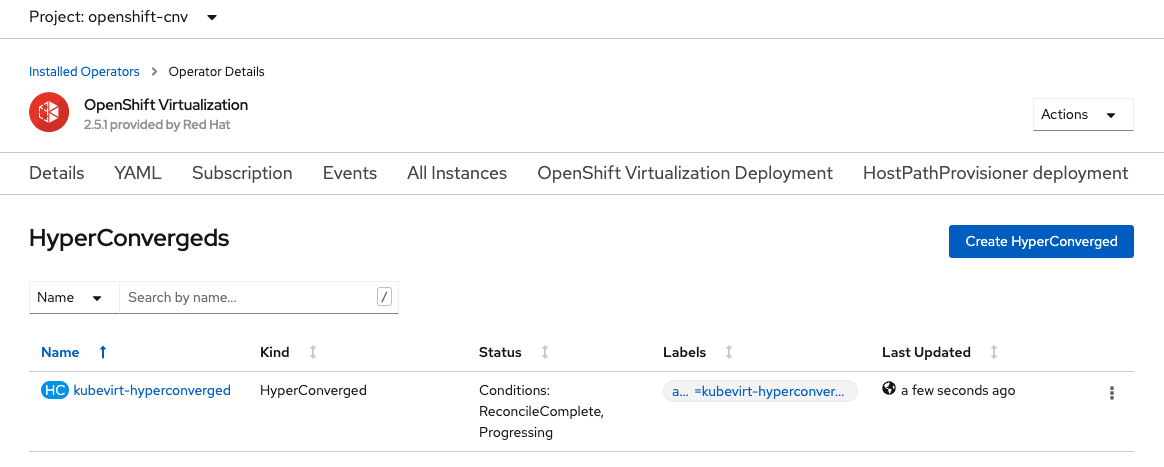 Project: openshift-cnv
Installed Operators > Operator Details
OpenShift Virtualization
2.5.1 provided by Red Hat
Actions
Details YAML Subscription Events All Instances OpenShift Virtualization Deployment HostPathProvisioner deployment
HyperConvergeds
Create HyperConverged
Name Search by name... /
Name Kind Status Labels Last Updated
HC kubevirt-hyperconverged HyperConverged Conditions: a... =kubevirt-hyperconver... a few seconds ago
ReconcileComplete,
Progressing